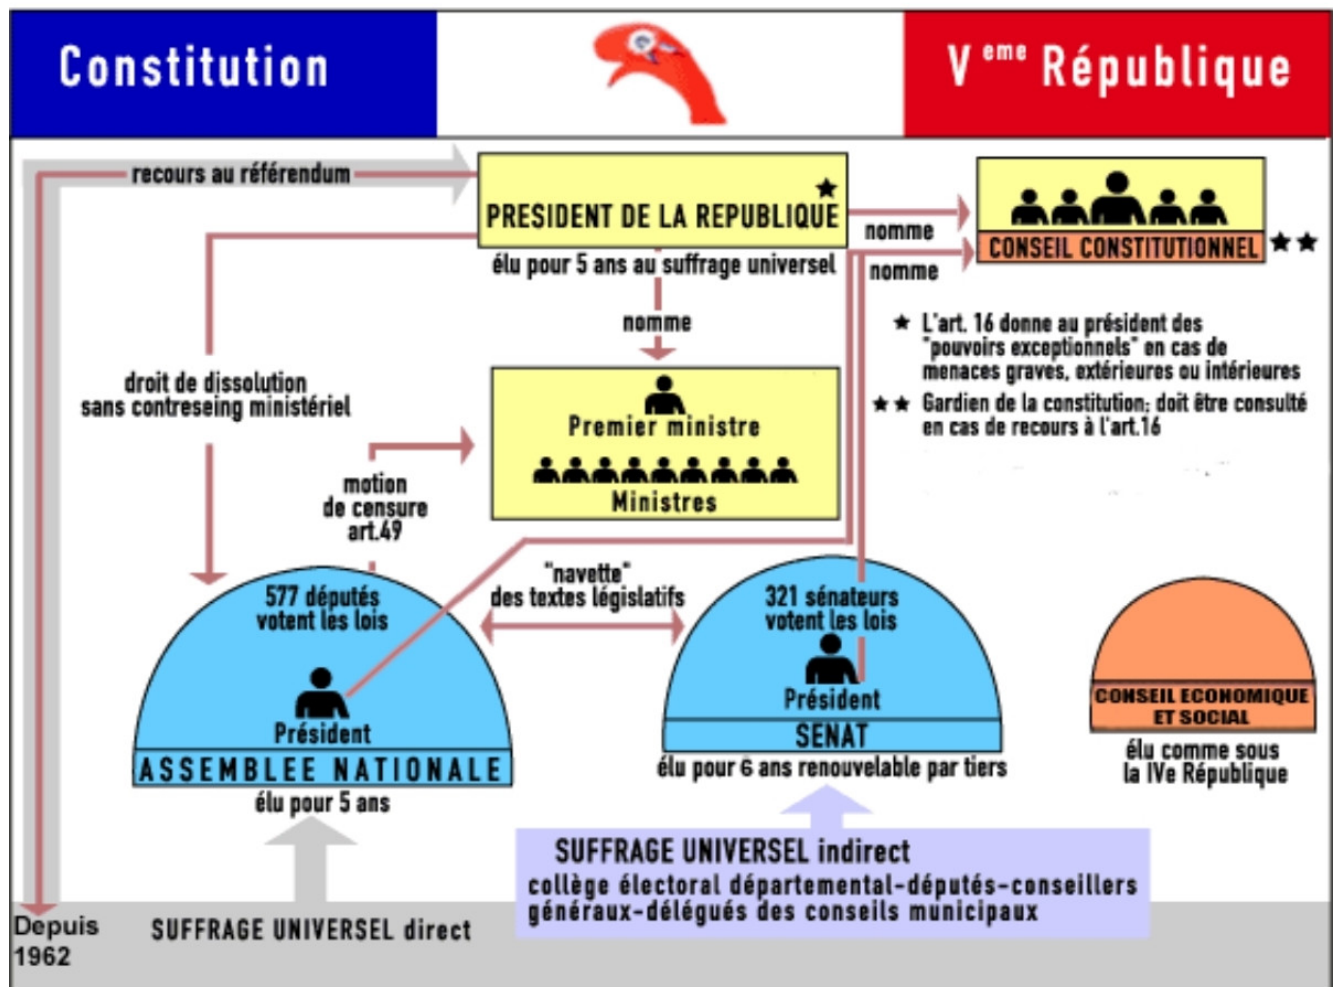 Constitution
V eme République
recours au référendum
PRESIDENT DE LA REPUBLIQUE
élu pour 5 ans au suffrage universel
nomme
nomme
CONSEIL CONSTITUTIONNEL
nomme
L'art. 16 donne au président des
"pouvoirs exceptionnels" en cas de
menaces graves, extérieures ou intérieures
Gardien de la constitution; doit être consulté
en cas de recours à l'art.16
droit de dissolution
sans contreseing ministériel
Premier ministre
Ministres
motion
de censure
art.49
"navette"
des textes législatifs
577 députés
votent les lois
Président
ASSEMBLEE NATIONALE
élu pour 5 ans
321 sénateurs
votent les lois
Président
SENAT
élu pour 6 ans renouvelable par tiers
CONSEIL ECONOMIQUE
ET SOCIAL
élu comme sous
la IVe République
SUFFRAGE UNIVERSEL indirect
collège électoral départemental-députés-conseillers
généraux-délégués des conseils municipaux
Depuis
1962
SUFFRAGE UNIVERSEL direct